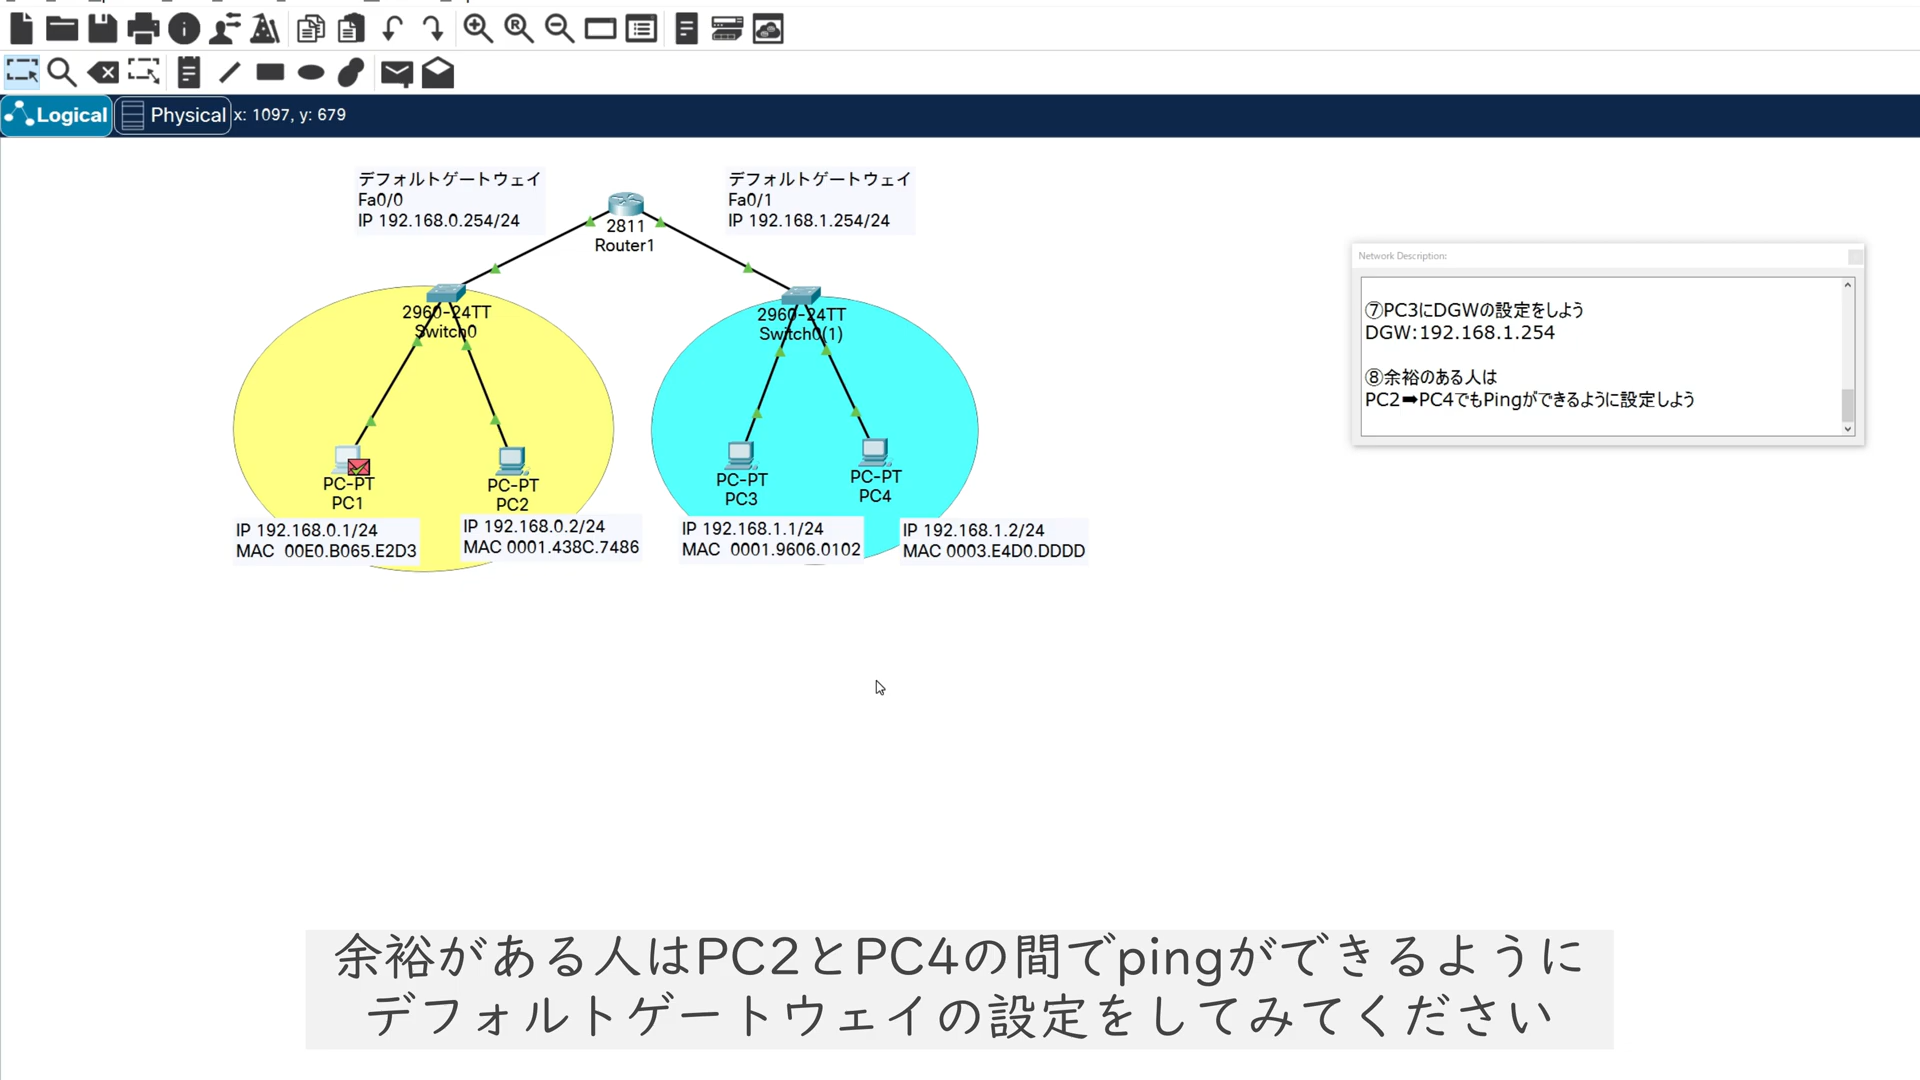 Logical
Physical
x: 1097, y: 679
デフォルトゲートウェイ
Fa0/0
IP 192.168.0.254/24
2811
Router1
デフォルトゲートウェイ
Fa0/1
IP 192.168.1.254/24
2960-24TT
Switch0
2960-24TT
Switch0(1)
PC-PT
PC1
PC-PT
PC2
PC-PT
PC3
PC-PT
PC4
IP 192.168.0.1/24
MAC 00E0.B065.E2D3
IP 192.168.0.2/24
MAC 0001.438C.7486
IP 192.168.1.1/24
MAC 0001.9606.0102
IP 192.168.1.2/24
MAC 0003.E4D0.DDDD
Network Description:
⑦PC3にDGWの設定をしよう
DGW:192.168.1.254
⑧余裕のある人は
PC2➡PC4でもPingができるように設定しよう
余裕がある人はPC2とPC4の間でpingができるように
デフォルトゲートウェイの設定をしてみてください